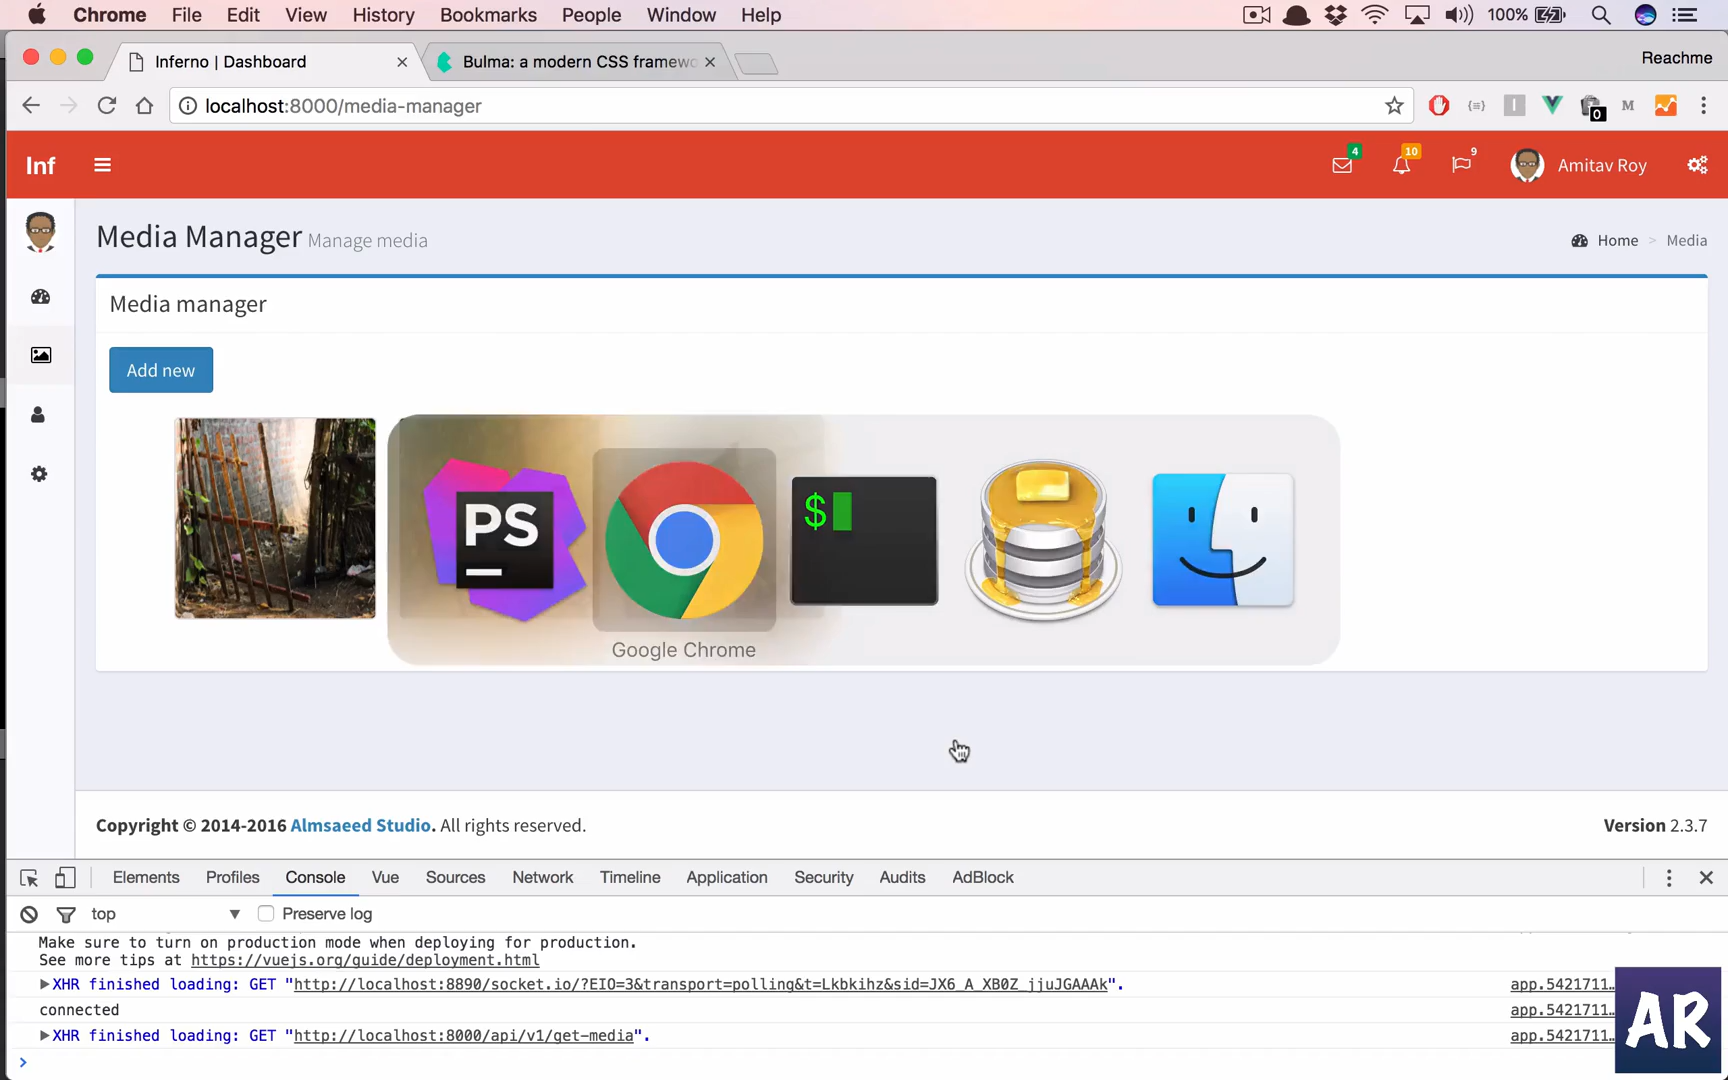 Chrome File Edit View History Bookmarks People Window Help 100%
Inferno | Dashboard
Bulma: a modern CSS framewo
Reachme
localhost:8000/media-manager
0
M
Inf
4
10
9
Amitav Roy
Media Manager Manage media
Home > Media
Media manager
Add new
PS
$
Google Chrome
Copyright © 2014-2016 Almsaeed Studio. All rights reserved.
Version 2.3.7
Elements Profiles Console Vue Sources Network Timeline Application Security Audits AdBlock
top
Preserve log
Make sure to turn on production mode when deploying for production.
See more tips at https://vuejs.org/guide/deployment.html
XHR finished loading: GET "http://localhost:8890/socket.io/?EIO=3&transport=polling&t=Lkbkihz&sid=JX6_A_XB0Z_jjuJGAAAk".
app.5421711…
connected
app.5421711…
XHR finished loading: GET "http://localhost:8000/api/v1/get-media".
app.5421711…
>
AR